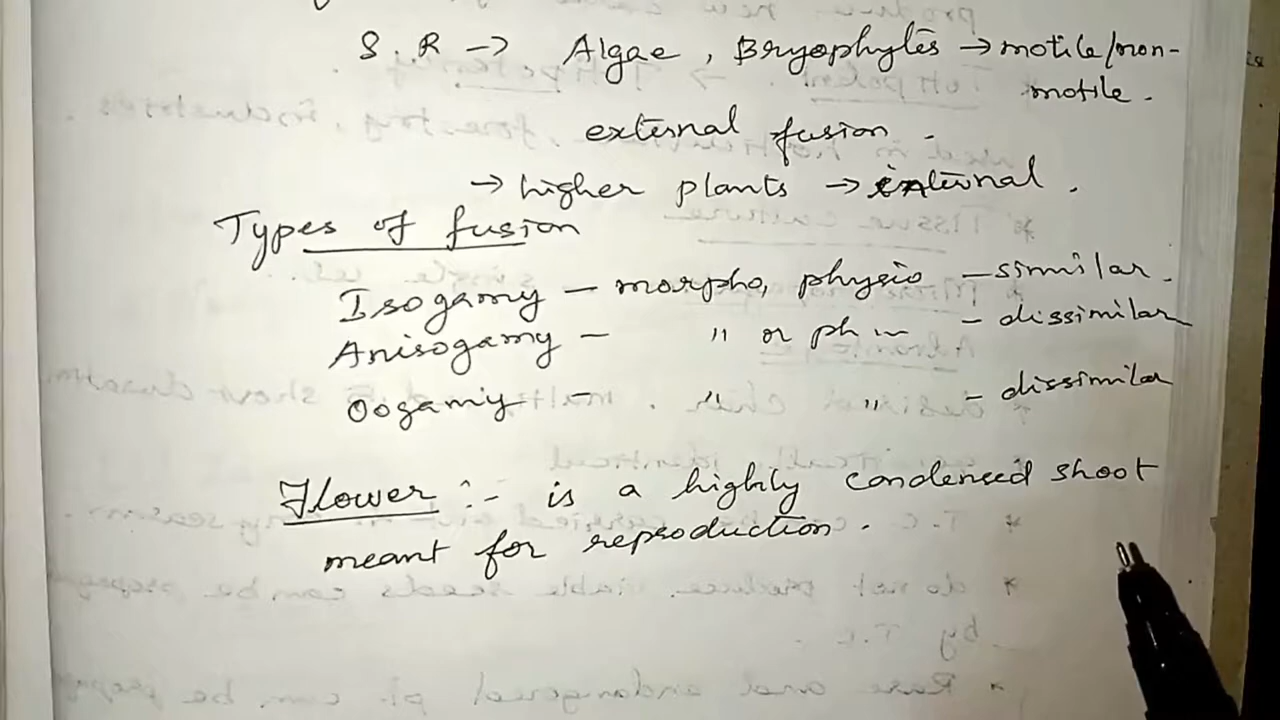 S.R -> Algae, Bryophytes -> motile/non-
motile.
external fusion.
-> higher plants -> internal.
Types of fusion
Isogamy - morpho, physio - similar.
Anisogamy - " or ph " - dissimilar
Oogamy - " " - dissimilar
Flower :- is a highly condensed shoot
meant for reproduction.